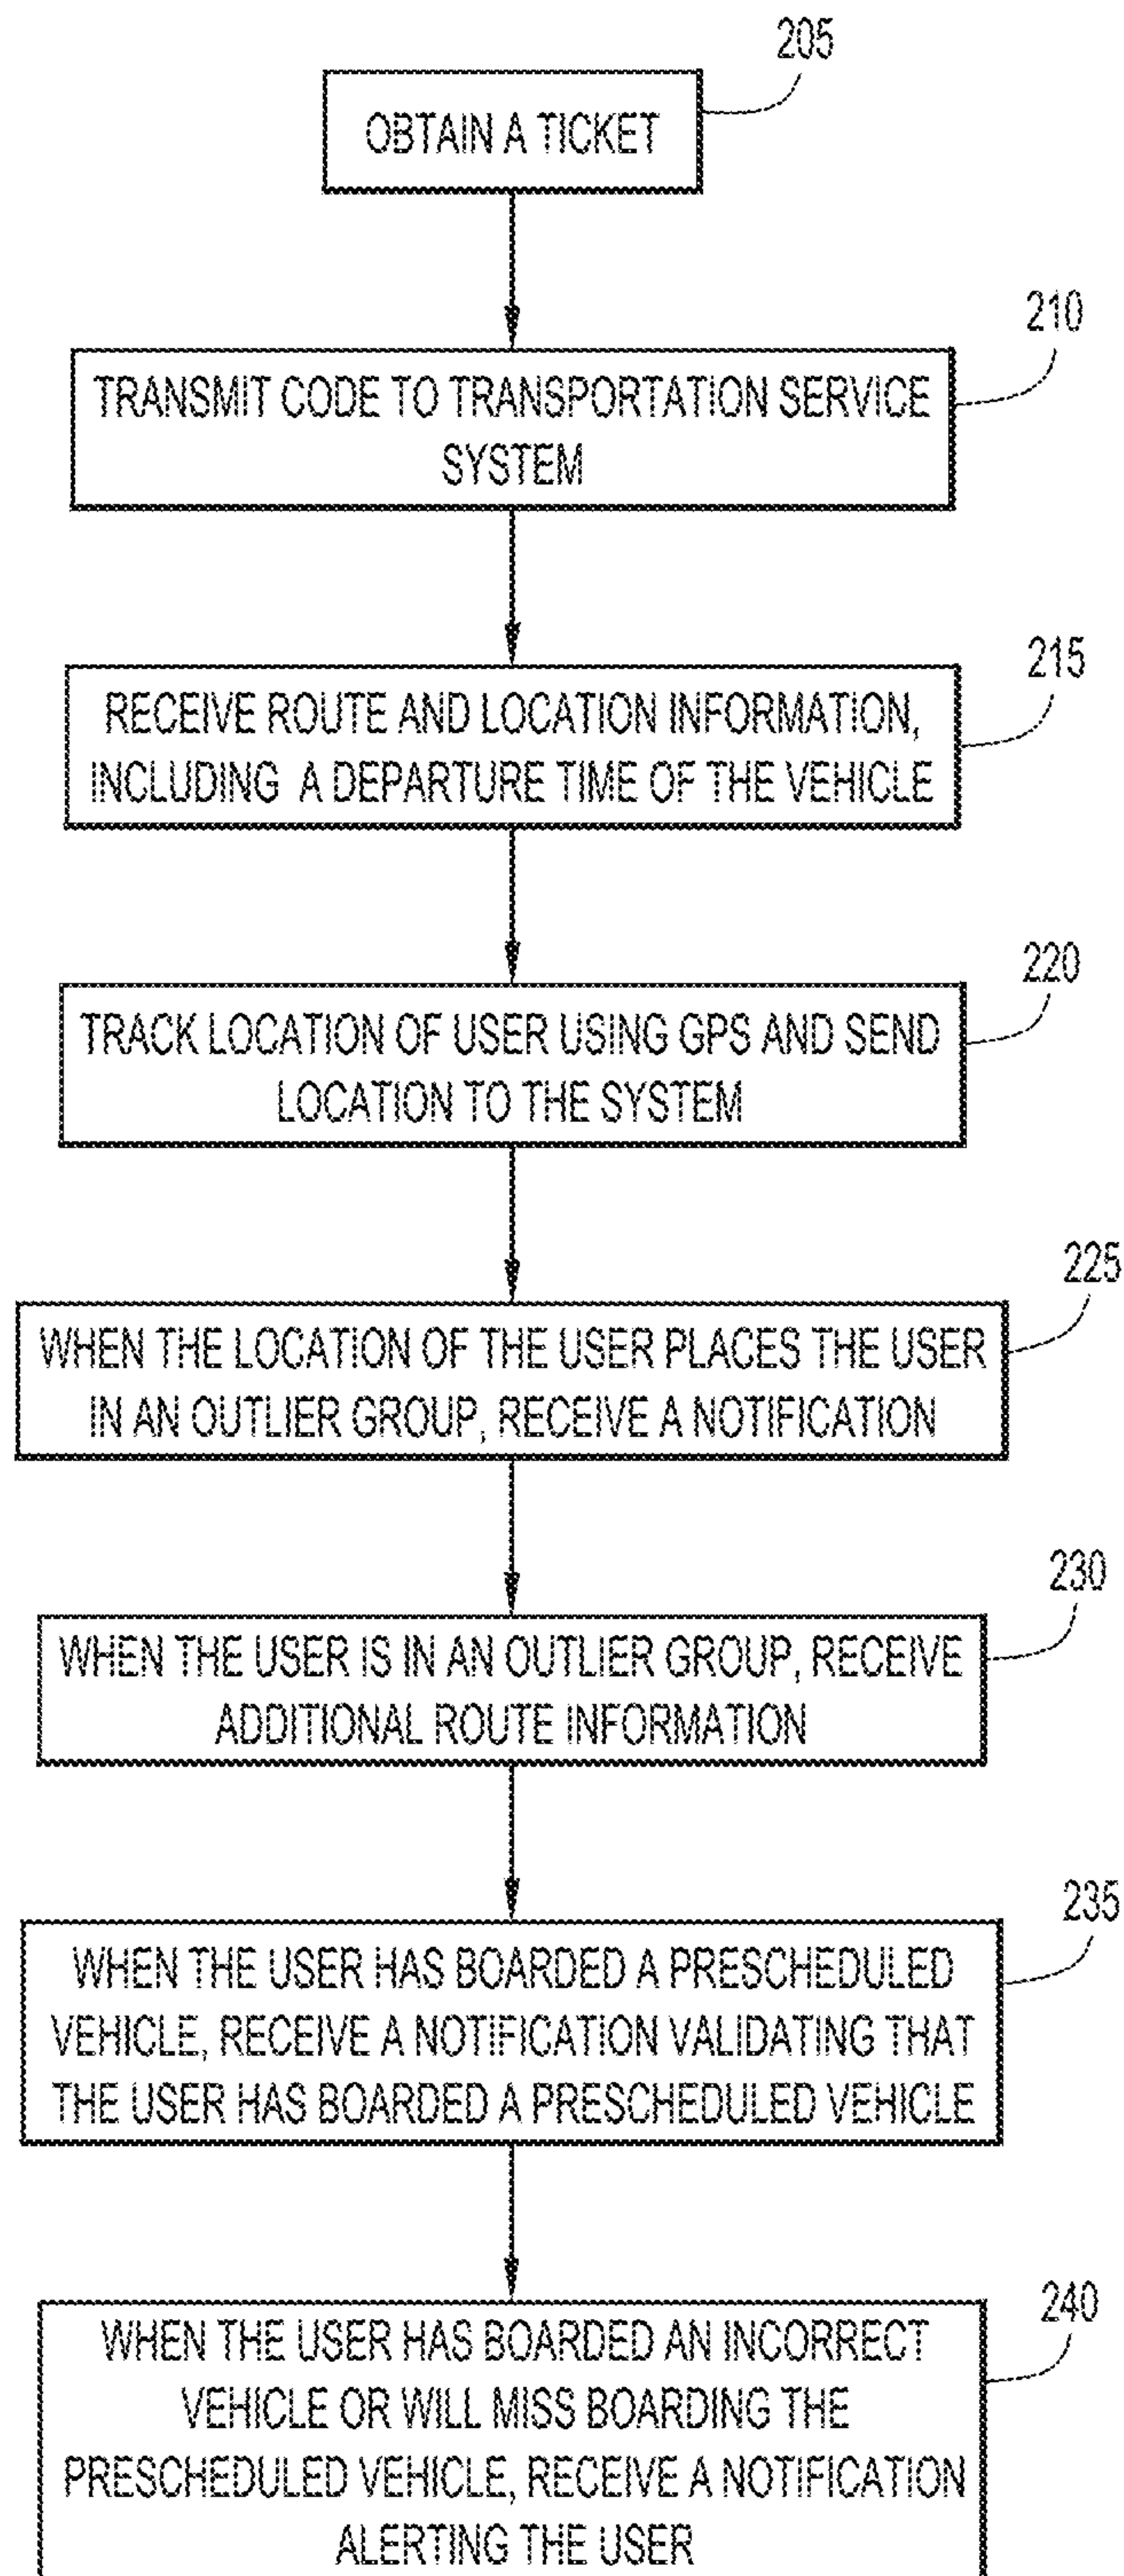 205
OBTAIN A TICKET
210
TRANSMIT CODE TO TRANSPORTATION SERVICE
SYSTEM
215
RECEIVE ROUTE AND LOCATION INFORMATION,
INCLUDING A DEPARTURE TIME OF THE VEHICLE
220
TRACK LOCATION OF USER USING GPS AND SEND
LOCATION TO THE SYSTEM
225
WHEN THE LOCATION OF THE USER PLACES THE USER
IN AN OUTLIER GROUP, RECEIVE A NOTIFICATION
230
WHEN THE USER IS IN AN OUTLIER GROUP, RECEIVE
ADDITIONAL ROUTE INFORMATION
235
WHEN THE USER HAS BOARDED A PRESCHEDULED
VEHICLE, RECEIVE A NOTIFICATION VALIDATING THAT
THE USER HAS BOARDED A PRESCHEDULED VEHICLE
240
WHEN THE USER HAS BOARDED AN INCORRECT
VEHICLE OR WILL MISS BOARDING THE
PRESCHEDULED VEHICLE, RECEIVE A NOTIFICATION
ALERTING THE USER